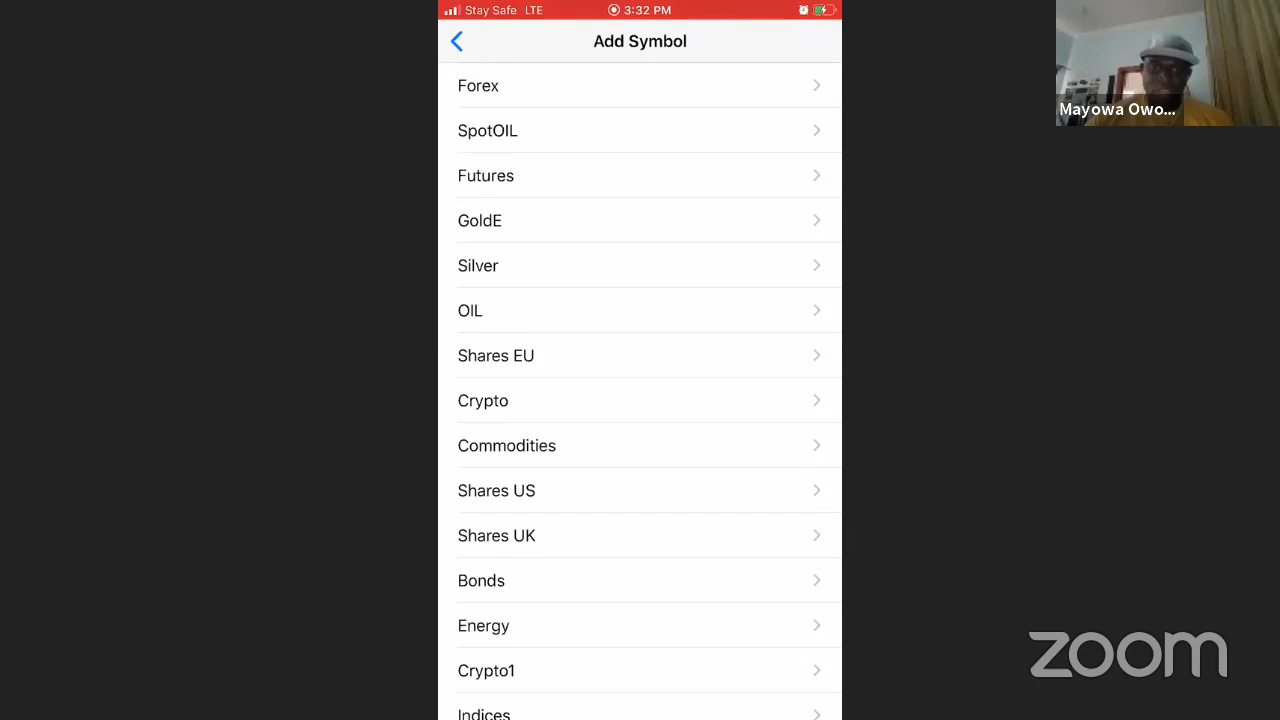 Stay Safe LTE 3:32 PM
Add Symbol
Forex
SpotOIL
Futures
GoldE
Silver
OIL
Shares EU
Crypto
Commodities
Shares US
Shares UK
Bonds
Energy
Crypto1
Indices
Mayowa Owo...
zoom